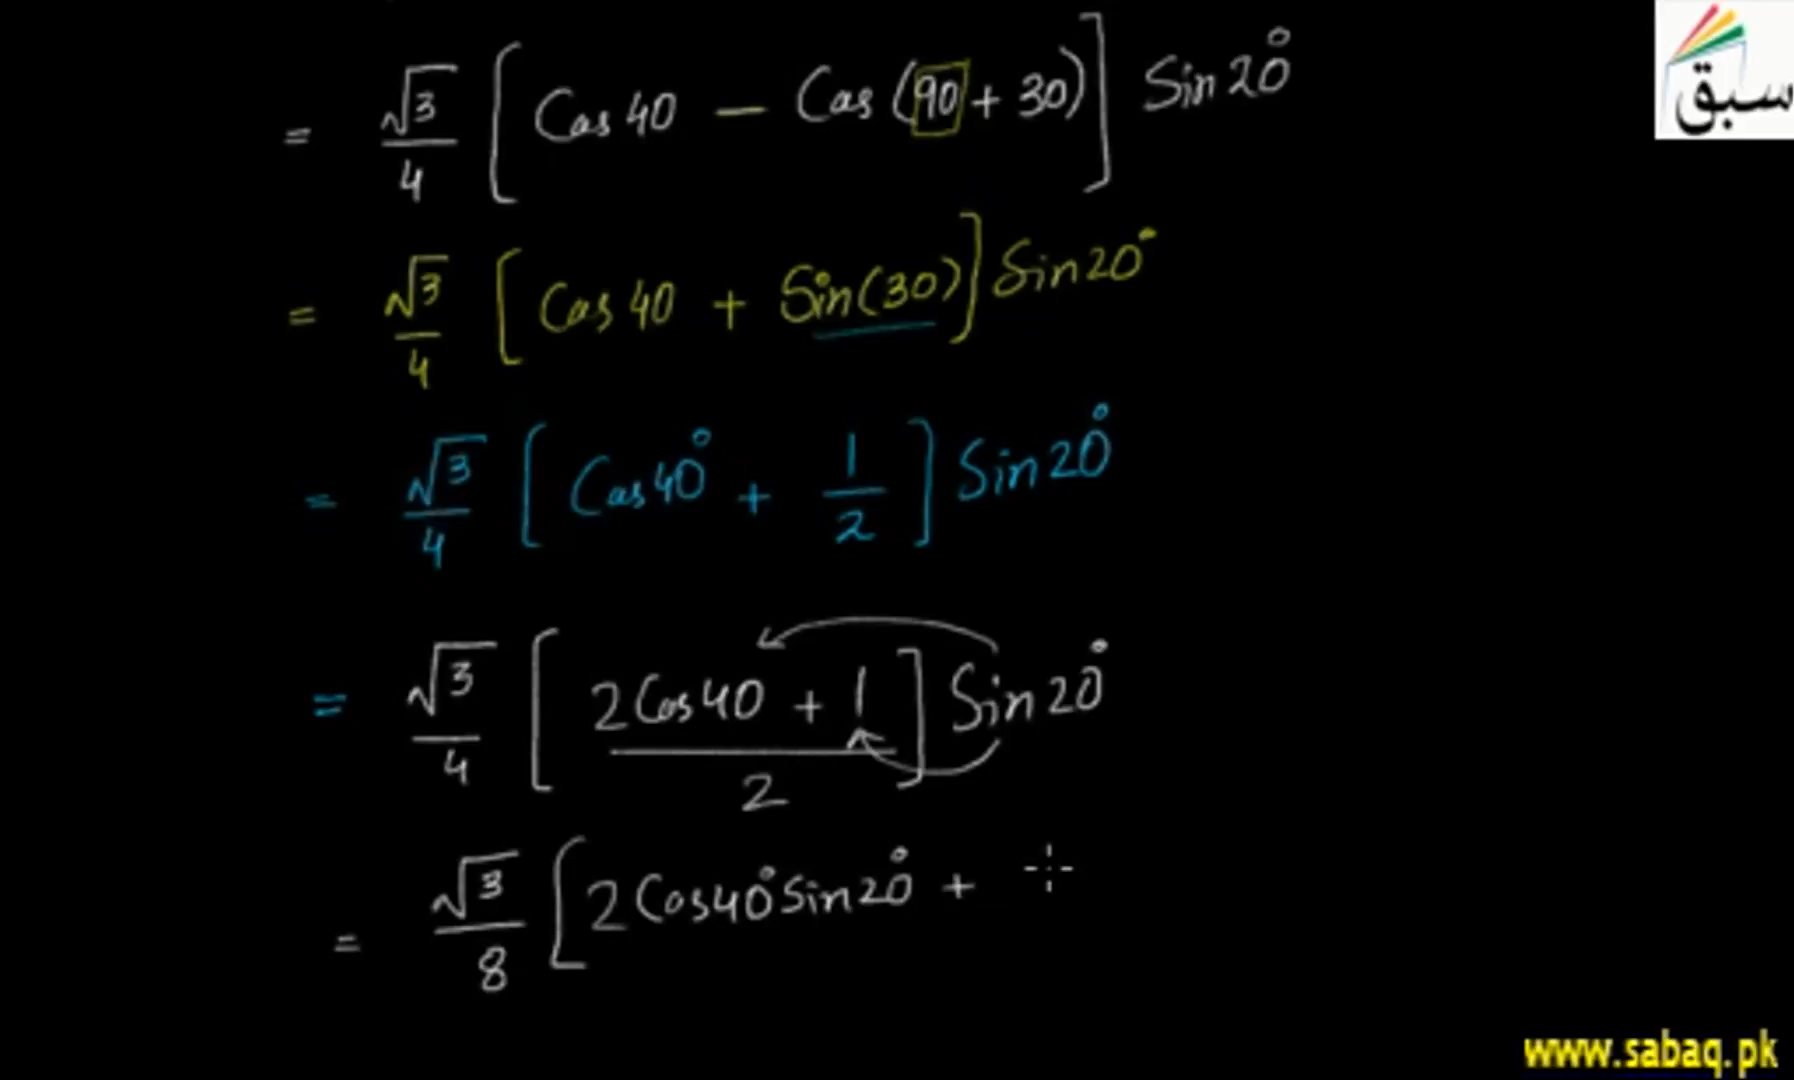 = √3/4 [Cos 40 − Cos (90 + 30)] Sin 20°
سبق
= √3/4 [Cos 40 + Sin(30)] Sin 20°
= √3/4 [Cos 40° + 1/2] Sin 20°
= √3/4 [2 Cos 40 + 1 / 2] Sin 20°
= √3/8 [2 Cos 40° Sin 20° +
www.sabaq.pk